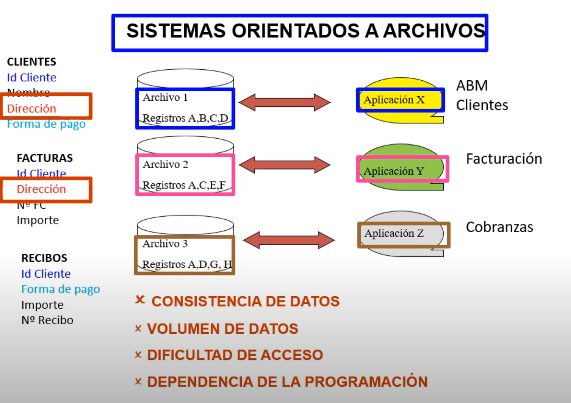 SISTEMAS ORIENTADOS A ARCHIVOS
CLIENTES
Id Cliente
Nombre
Dirección
Forma de pago
FACTURAS
Id Cliente
Dirección
Nº FC
Importe
RECIBOS
Id Cliente
Forma de pago
Importe
Nº Recibo
Archivo 1
Registros A,B,C,D
Aplicación X
ABM
Clientes
Archivo 2
Registros A,C,E,F
Aplicación Y
Facturación
Archivo 3
Registros A,D,G, H
Aplicación Z
Cobranzas
× CONSISTENCIA DE DATOS
× VOLUMEN DE DATOS
× DIFICULTAD DE ACCESO
× DEPENDENCIA DE LA PROGRAMACIÓN